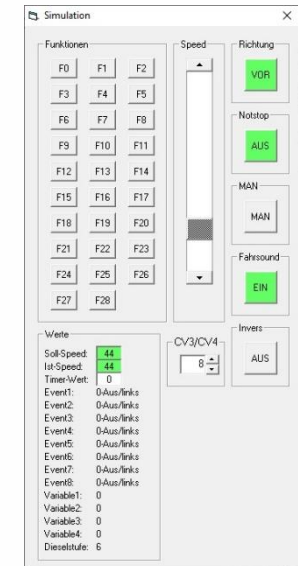 Simulation
Funktionen
F0 F1 F2
F3 F4 F5
F6 F7 F8
F9 F10 F11
F12 F13 F14
F15 F16 F17
F18 F19 F20
F21 F22 F23
F24 F25 F26
F27 F28
Speed
Richtung
VOR
Notstop
AUS
MAN
MAN
Fahrsound
EIN
Invers
AUS
CV3/CV4
8
Werte
Soll-Speed: 44
Ist-Speed: 44
Timer-Wert: 0
Event1: 0-Aus/links
Event2: 0-Aus/links
Event3: 0-Aus/links
Event4: 0-Aus/links
Event5: 0-Aus/links
Event6: 0-Aus/links
Event7: 0-Aus/links
Event8: 0-Aus/links
Variable1: 0
Variable2: 0
Variable3: 0
Variable4: 0
Dieselstufe: 6